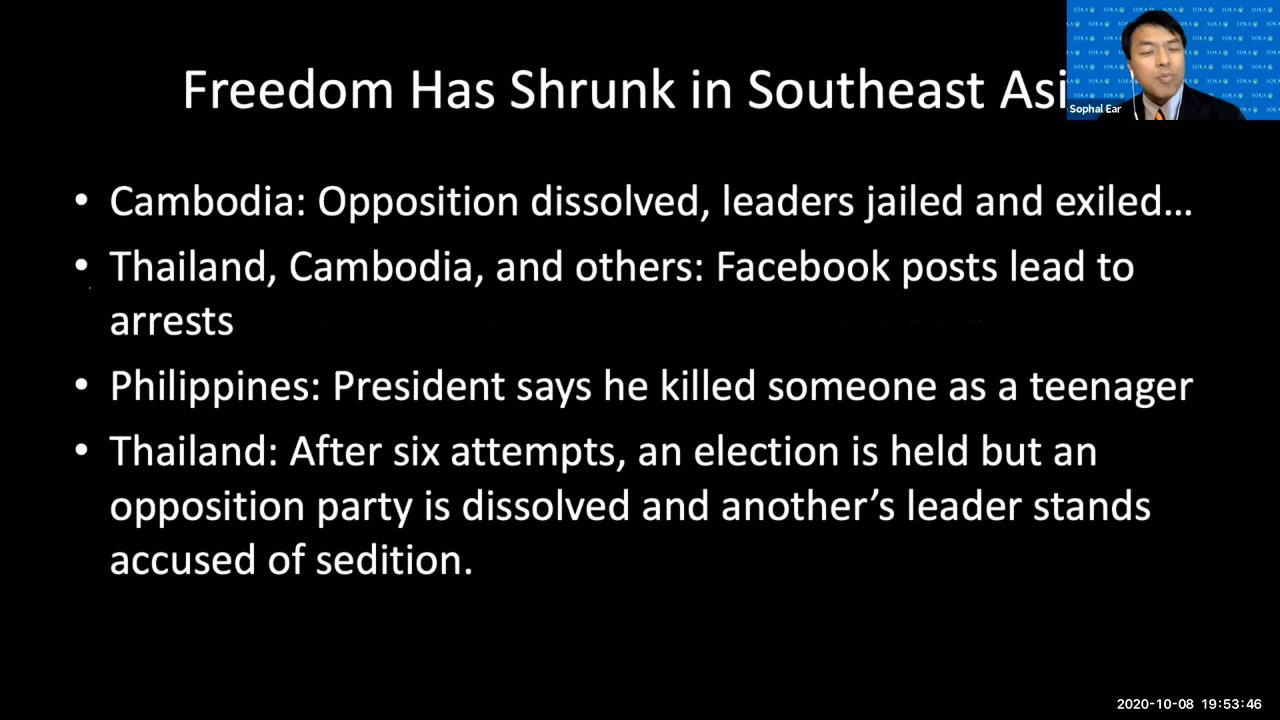 Freedom Has Shrunk in Southeast Asi
SOKA
Sophal Ear
• Cambodia: Opposition dissolved, leaders jailed and exiled…
• Thailand, Cambodia, and others: Facebook posts lead to
arrests
• Philippines: President says he killed someone as a teenager
• Thailand: After six attempts, an election is held but an
opposition party is dissolved and another’s leader stands
accused of sedition.
2020-10-08 19:53:46